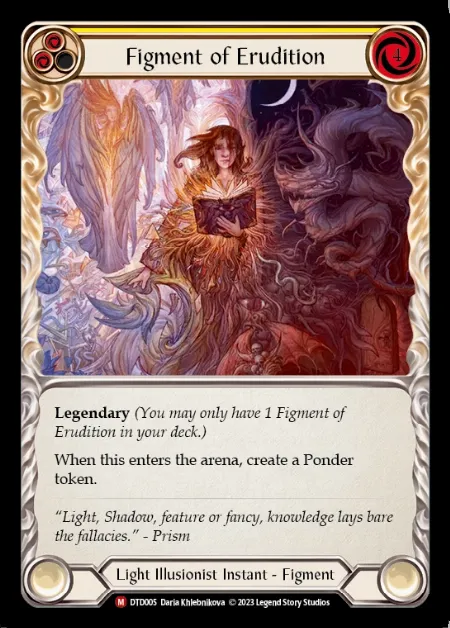 Figment of Erudition
4
Legendary (You may only have 1 Figment of
Erudition in your deck.)
When this enters the arena, create a Ponder
token.
“Light, Shadow, feature or fancy, knowledge lays bare
the fallacies.” - Prism
Light Illusionist Instant - Figment
M DTD005 Daria Khlebnikova © 2023 Legend Story Studios